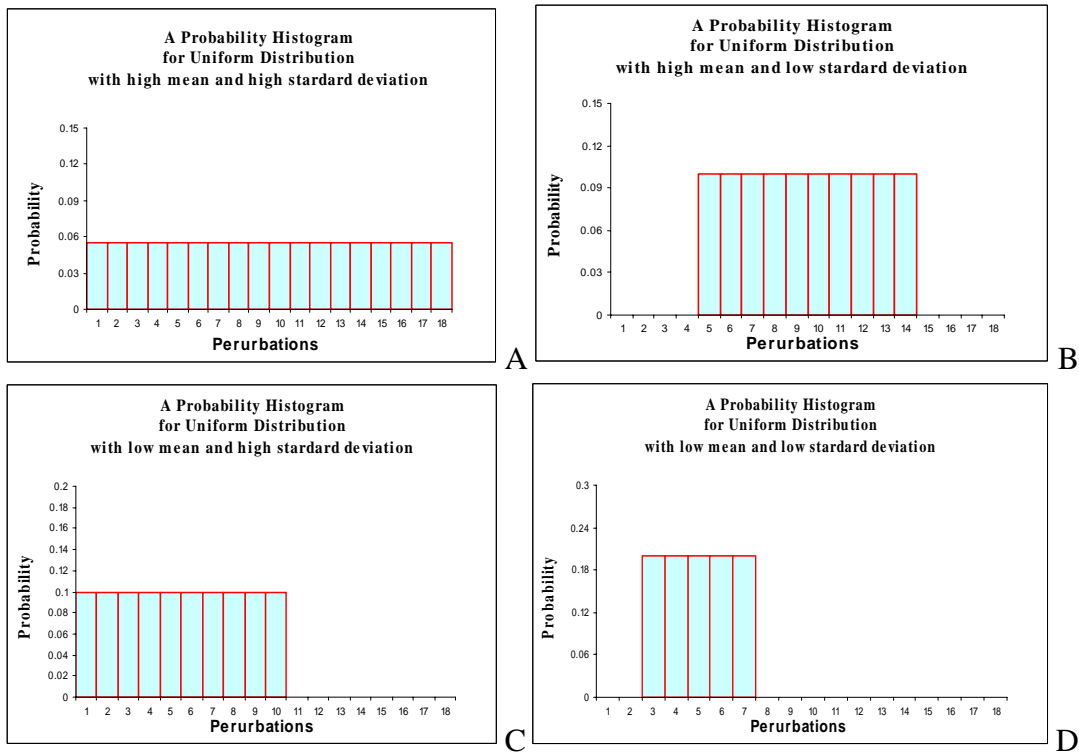 A Probability Histogram
for Uniform Distribution
with high mean and high stardard deviation
0.15
0.12
0.09
0.06
0.03
0
Probability
1 2 3 4 5 6 7 8 9 10 11 12 13 14 15 16 17 18
Perurbations
A
A Probability Histogram
for Uniform Distribution
with high mean and low stardard deviation
0.15
0.12
0.09
0.06
0.03
0
Probability
1 2 3 4 5 6 7 8 9 10 11 12 13 14 15 16 17 18
Perurbations
B
A Probability Histogram
for Uniform Distribution
with low mean and high stardard deviation
0.2
0.18
0.16
0.14
0.12
0.1
0.08
0.06
0.04
0.02
0
Probability
1 2 3 4 5 6 7 8 9 10 11 12 13 14 15 16 17 18
Perurbations
C
A Probability Histogram
for Uniform Distribution
with low mean and low stardard deviation
0.3
0.24
0.18
0.12
0.06
0
Probability
1 2 3 4 5 6 7 8 9 10 11 12 13 14 15 16 17 18
Perurbations
D